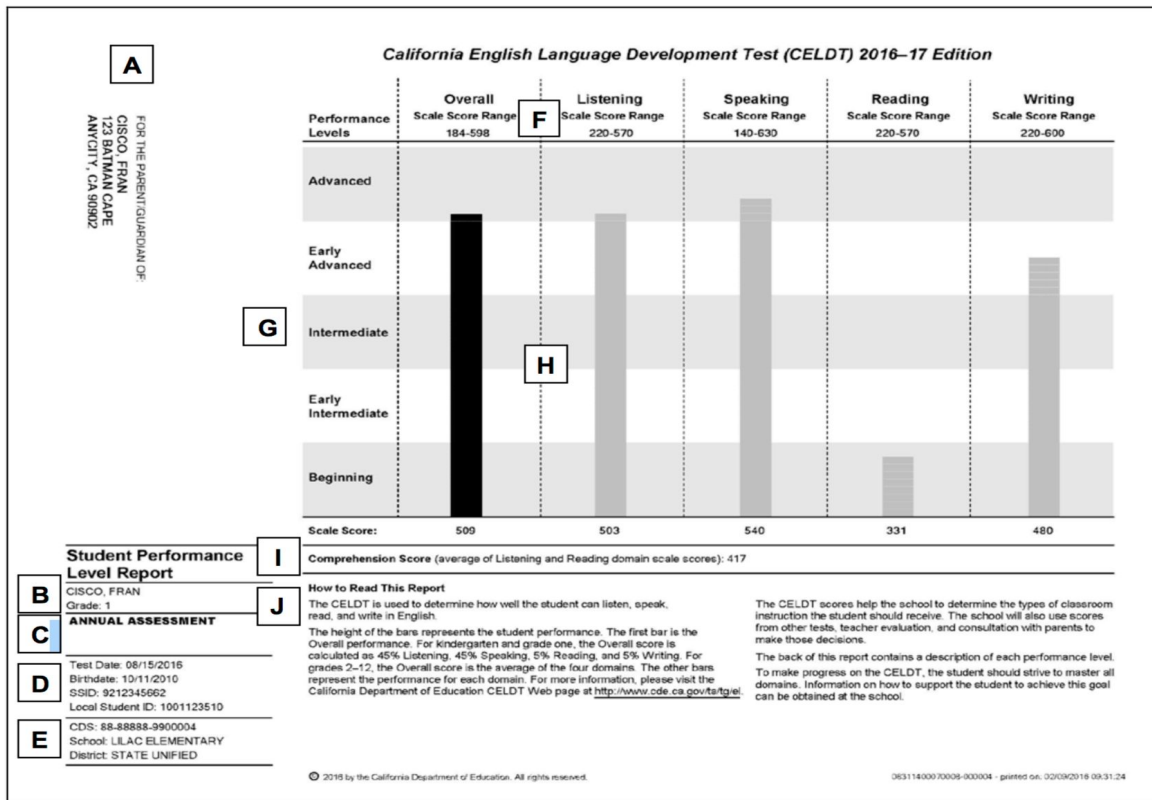 A
FOR THE PARENT/GUARDIAN OF:
CISCO, FRAN
123 BATMAN CAPE
ANYCITY, CA 90902
California English Language Development Test (CELDT) 2016–17 Edition
Performance Levels
Overall
Scale Score Range
184-598
F
Listening
Scale Score Range
220-570
Speaking
Scale Score Range
140-630
Reading
Scale Score Range
220-570
Writing
Scale Score Range
220-600
Advanced
Early
Advanced
G
Intermediate
H
Early
Intermediate
Beginning
Scale Score: 509 503 540 331 480
I
Comprehension Score (average of Listening and Reading domain scale scores): 417
Student Performance
Level Report
B
CISCO, FRAN
Grade: 1
C
ANNUAL ASSESSMENT
D
Test Date: 08/15/2016
Birthdate: 10/11/2010
SSID: 9212345662
Local Student ID: 1001123510
E
CDS: 88-88888-9900004
School: LILAC ELEMENTARY
District: STATE UNIFIED
J
How to Read This Report
The CELDT is used to determine how well the student can listen, speak,
read, and write in English.
The height of the bars represents the student performance. The first bar is the
Overall performance. For kindergarten and grade one, the Overall score is
calculated as 45% Listening, 45% Speaking, 5% Reading, and 5% Writing. For
grades 2–12, the Overall score is the average of the four domains. The other bars
represent the performance for each domain. For more information, please visit the
California Department of Education CELDT Web page at http://www.cde.ca.gov/ta/tg/el.
The CELDT scores help the school to determine the types of classroom
instruction the student should receive. The school will also use scores
from other tests, teacher evaluation, and consultation with parents to
make those decisions.
The back of this report contains a description of each performance level.
To make progress on the CELDT, the student should strive to master all
domains. Information on how to support the student to achieve this goal
can be obtained at the school.
© 2016 by the California Department of Education. All rights reserved.
printed on: 02/09/2016 09:31:24